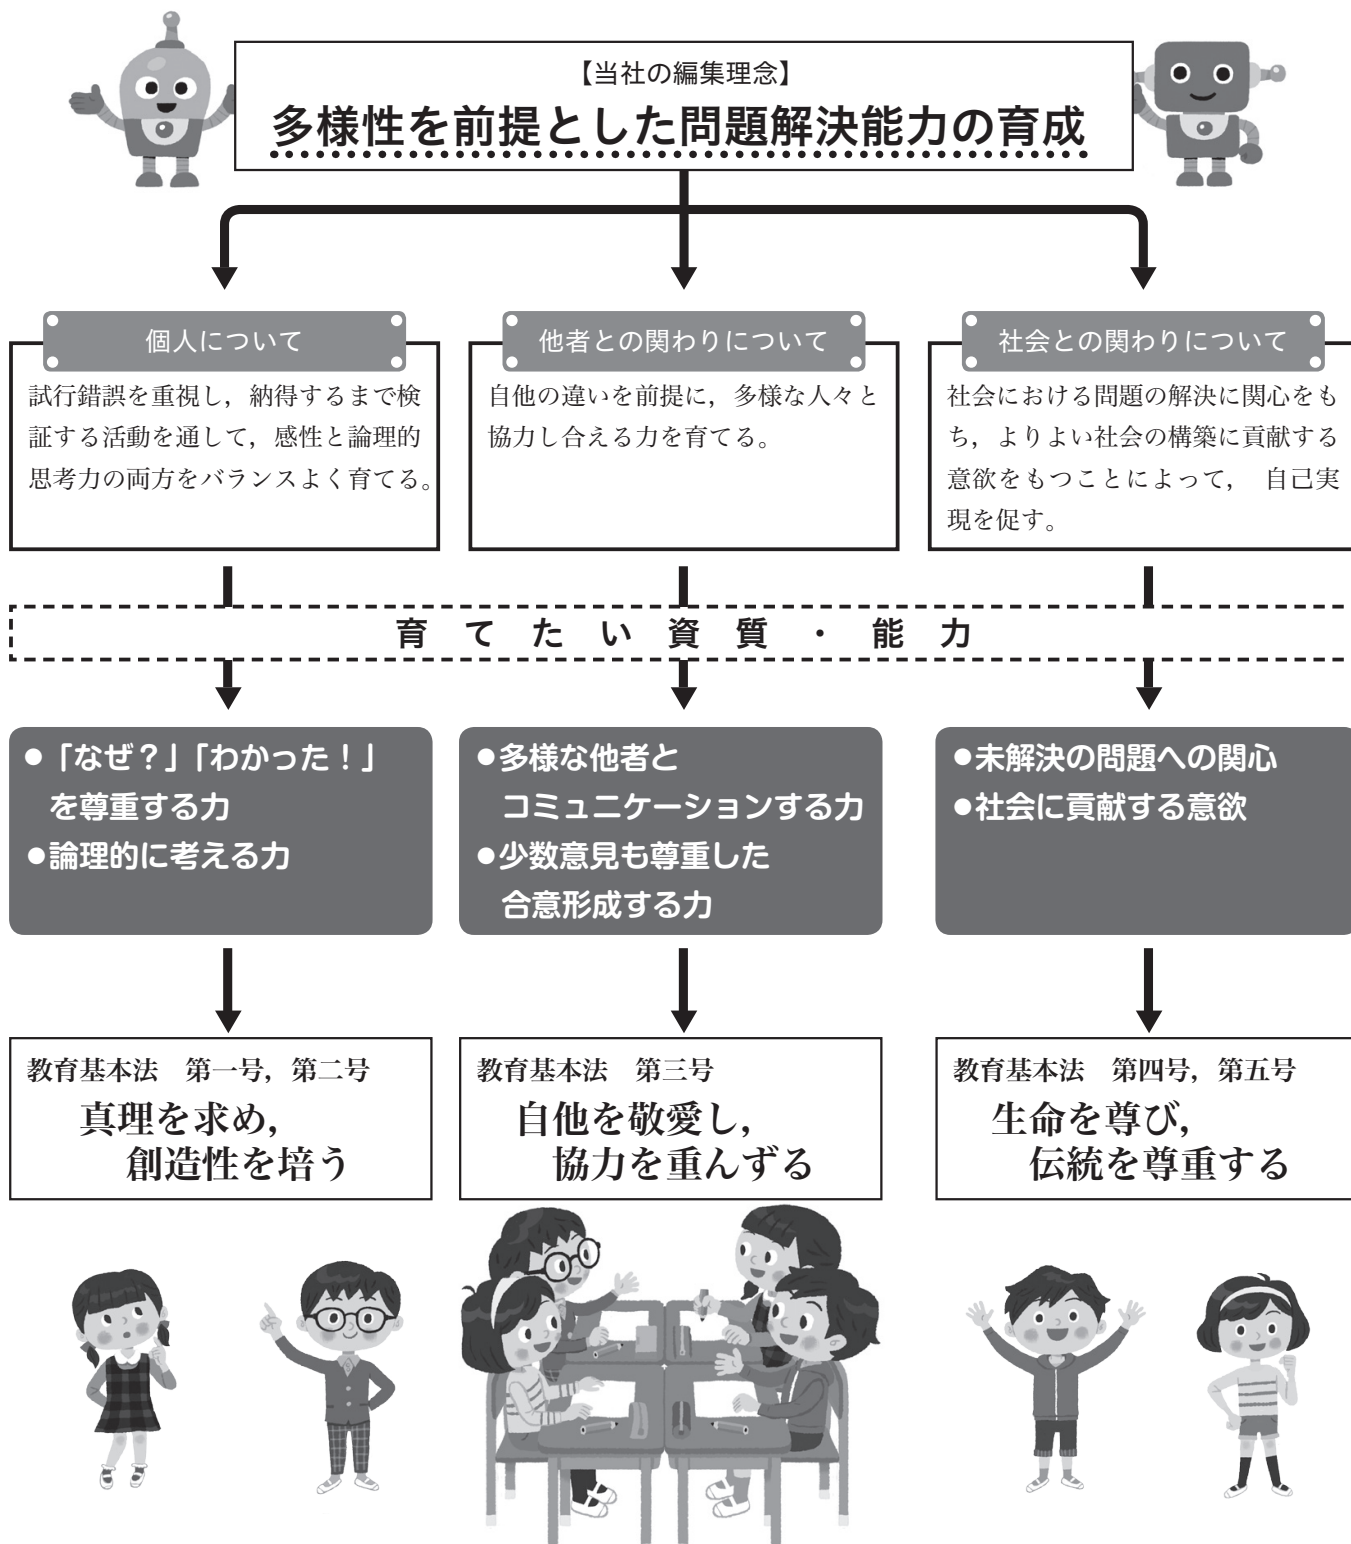 【当社の編集理念】
多様性を前提とした問題解決能力の育成
個人について
試行錯誤を重視し，納得するまで検
証する活動を通して，感性と論理的
思考力の両方をバランスよく育てる。
他者との関わりについて
自他の違いを前提に，多様な人々と
協力し合える力を育てる。
社会との関わりについて
社会における問題の解決に関心をも
ち，よりよい社会の構築に貢献する
意欲をもつことによって，　自己実
現を促す。
育てたい資質・能力
●「なぜ？」「わかった！」
を尊重する力
●論理的に考える力
●多様な他者と
コミュニケーションする力
●少数意見も尊重した
合意形成する力
●未解決の問題への関心
●社会に貢献する意欲
教育基本法　第一号，第二号
真理を求め，
創造性を培う
教育基本法　第三号
自他を敬愛し，
協力を重んずる
教育基本法　第四号，第五号
生命を尊び，
伝統を尊重する